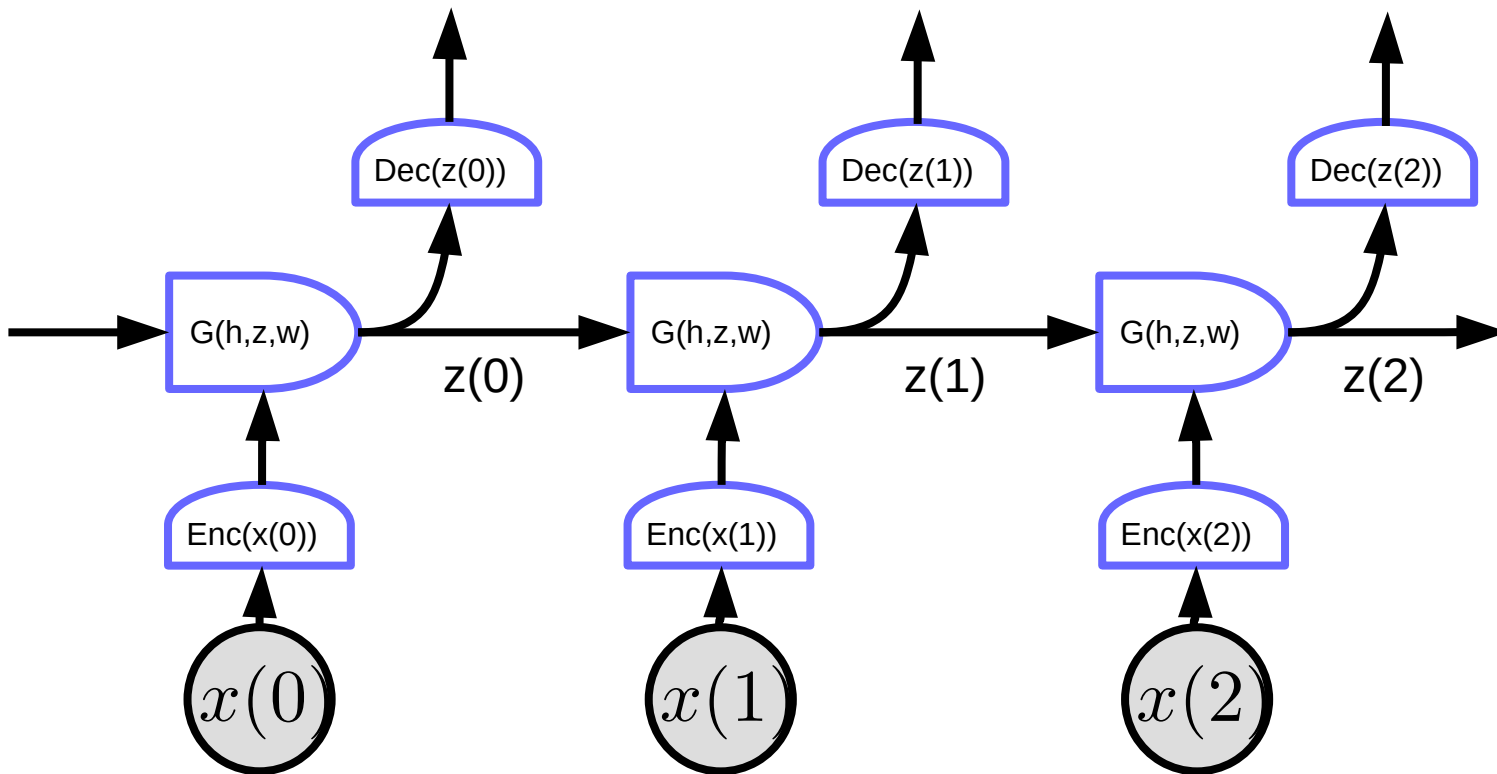 Dec(z(0)) Dec(z(1)) Dec(z(2))
G(h,z,w) G(h,z,w) G(h,z,w)
z(0) z(1) z(2)
Enc(x(0)) Enc(x(1)) Enc(x(2))
x(0) x(1) x(2)